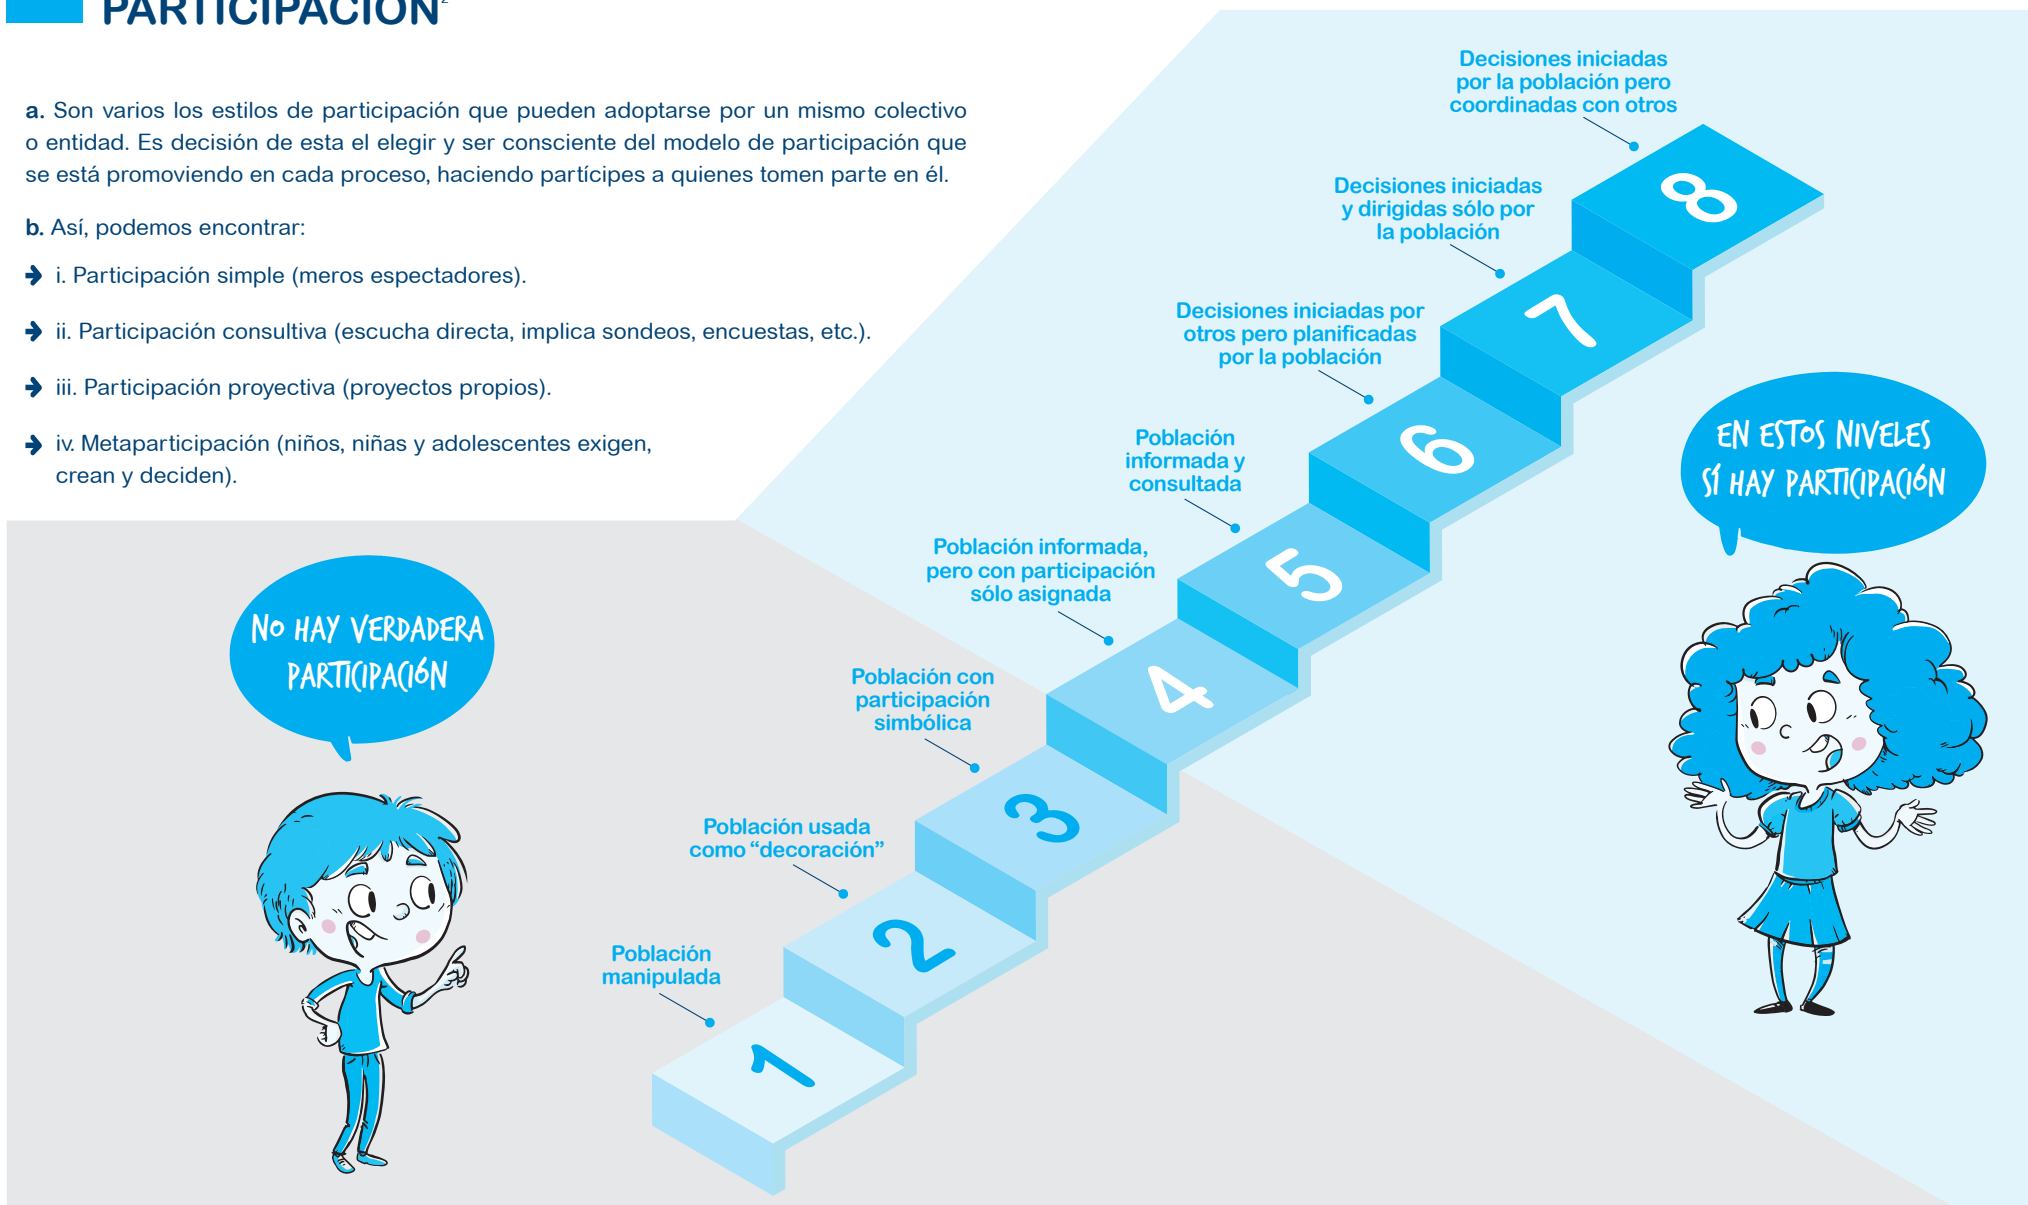 PARTICIPACIÓN²
a. Son varios los estilos de participación que pueden adoptarse por un mismo colectivo
o entidad. Es decisión de esta el elegir y ser consciente del modelo de participación que
se está promoviendo en cada proceso, haciendo partícipes a quienes tomen parte en él.
b. Así, podemos encontrar:
i. Participación simple (meros espectadores).
ii. Participación consultiva (escucha directa, implica sondeos, encuestas, etc.).
iii. Participación proyectiva (proyectos propios).
iv. Metaparticipación (niños, niñas y adolescentes exigen,
crean y deciden).
Decisiones iniciadas
por la población pero
coordinadas con otros
8
Decisiones iniciadas
y dirigidas sólo por
la población
7
Decisiones iniciadas por
otros pero planificadas
por la población
6
EN ESTOS NIVELES
SÍ HAY PARTICIPACIÓN
Población
informada y
consultada
5
Población informada,
pero con participación
sólo asignada
4
NO HAY VERDADERA
PARTICIPACIÓN
Población con
participación
simbólica
3
Población usada
como “decoración”
2
Población
manipulada
1